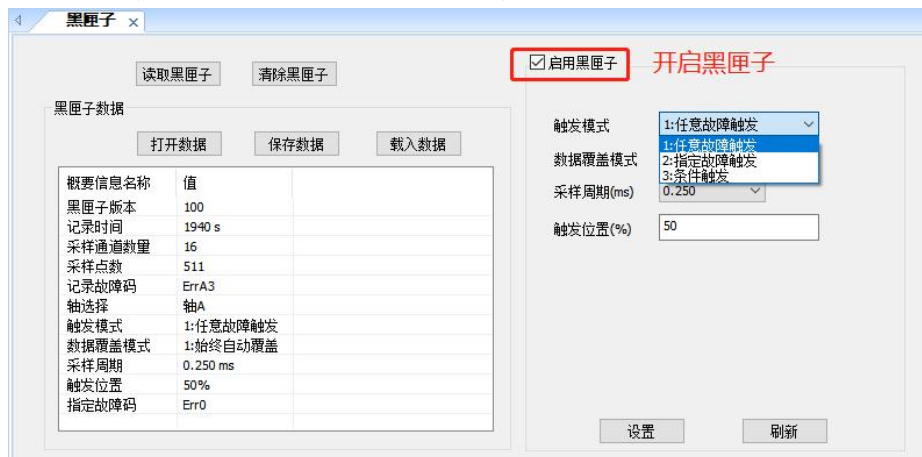 黑匣子 ×
读取黑匣子 清除黑匣子
黑匣子数据
打开数据 保存数据 载入数据
概要信息名称 值
黑匣子版本 100
记录时间 1940 s
采样通道数量 16
采样点数 511
记录故障码 ErrA3
轴选择 轴A
触发模式 1:任意故障触发
数据覆盖模式 1:始终自动覆盖
采样周期 0.250 ms
触发位置 50%
指定故障码 Err0
启用黑匣子 开启黑匣子
触发模式 1:任意故障触发
1:任意故障触发
数据覆盖模式 2:指定故障触发
3:条件触发
采样周期(ms) 0.250
触发位置(%) 50
设置 刷新